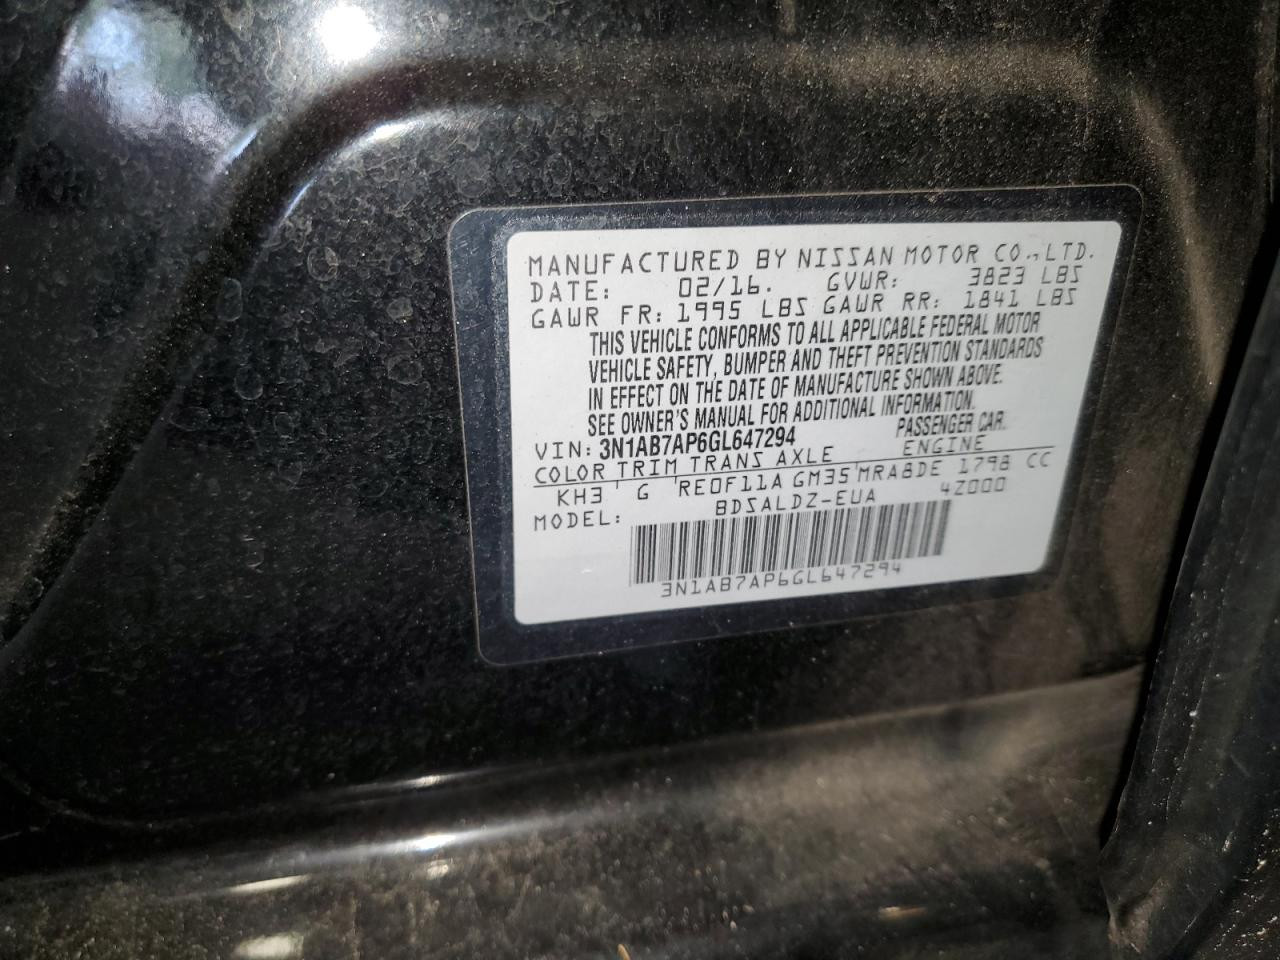 MANUFACTURED BY NISSAN MOTOR CO.,LTD.
DATE: 02/16. GVWR: 3823 LBS
GAWR FR: 1995 LBS GAWR RR: 1841 LBS
THIS VEHICLE CONFORMS TO ALL APPLICABLE FEDERAL MOTOR
VEHICLE SAFETY, BUMPER AND THEFT PREVENTION STANDARDS
IN EFFECT ON THE DATE OF MANUFACTURE SHOWN ABOVE.
SEE OWNER'S MANUAL FOR ADDITIONAL INFORMATION.
VIN: 3N1AB7AP6GL647294 PASSENGER CAR.
COLOR TRIM TRANS AXLE ENGINE
KH3 ' G 'RE0F11A GM35'MRA8DE 1798 CC
MODEL: BDSALDZ-EUA 4Z000
3N1AB7AP6GL647294